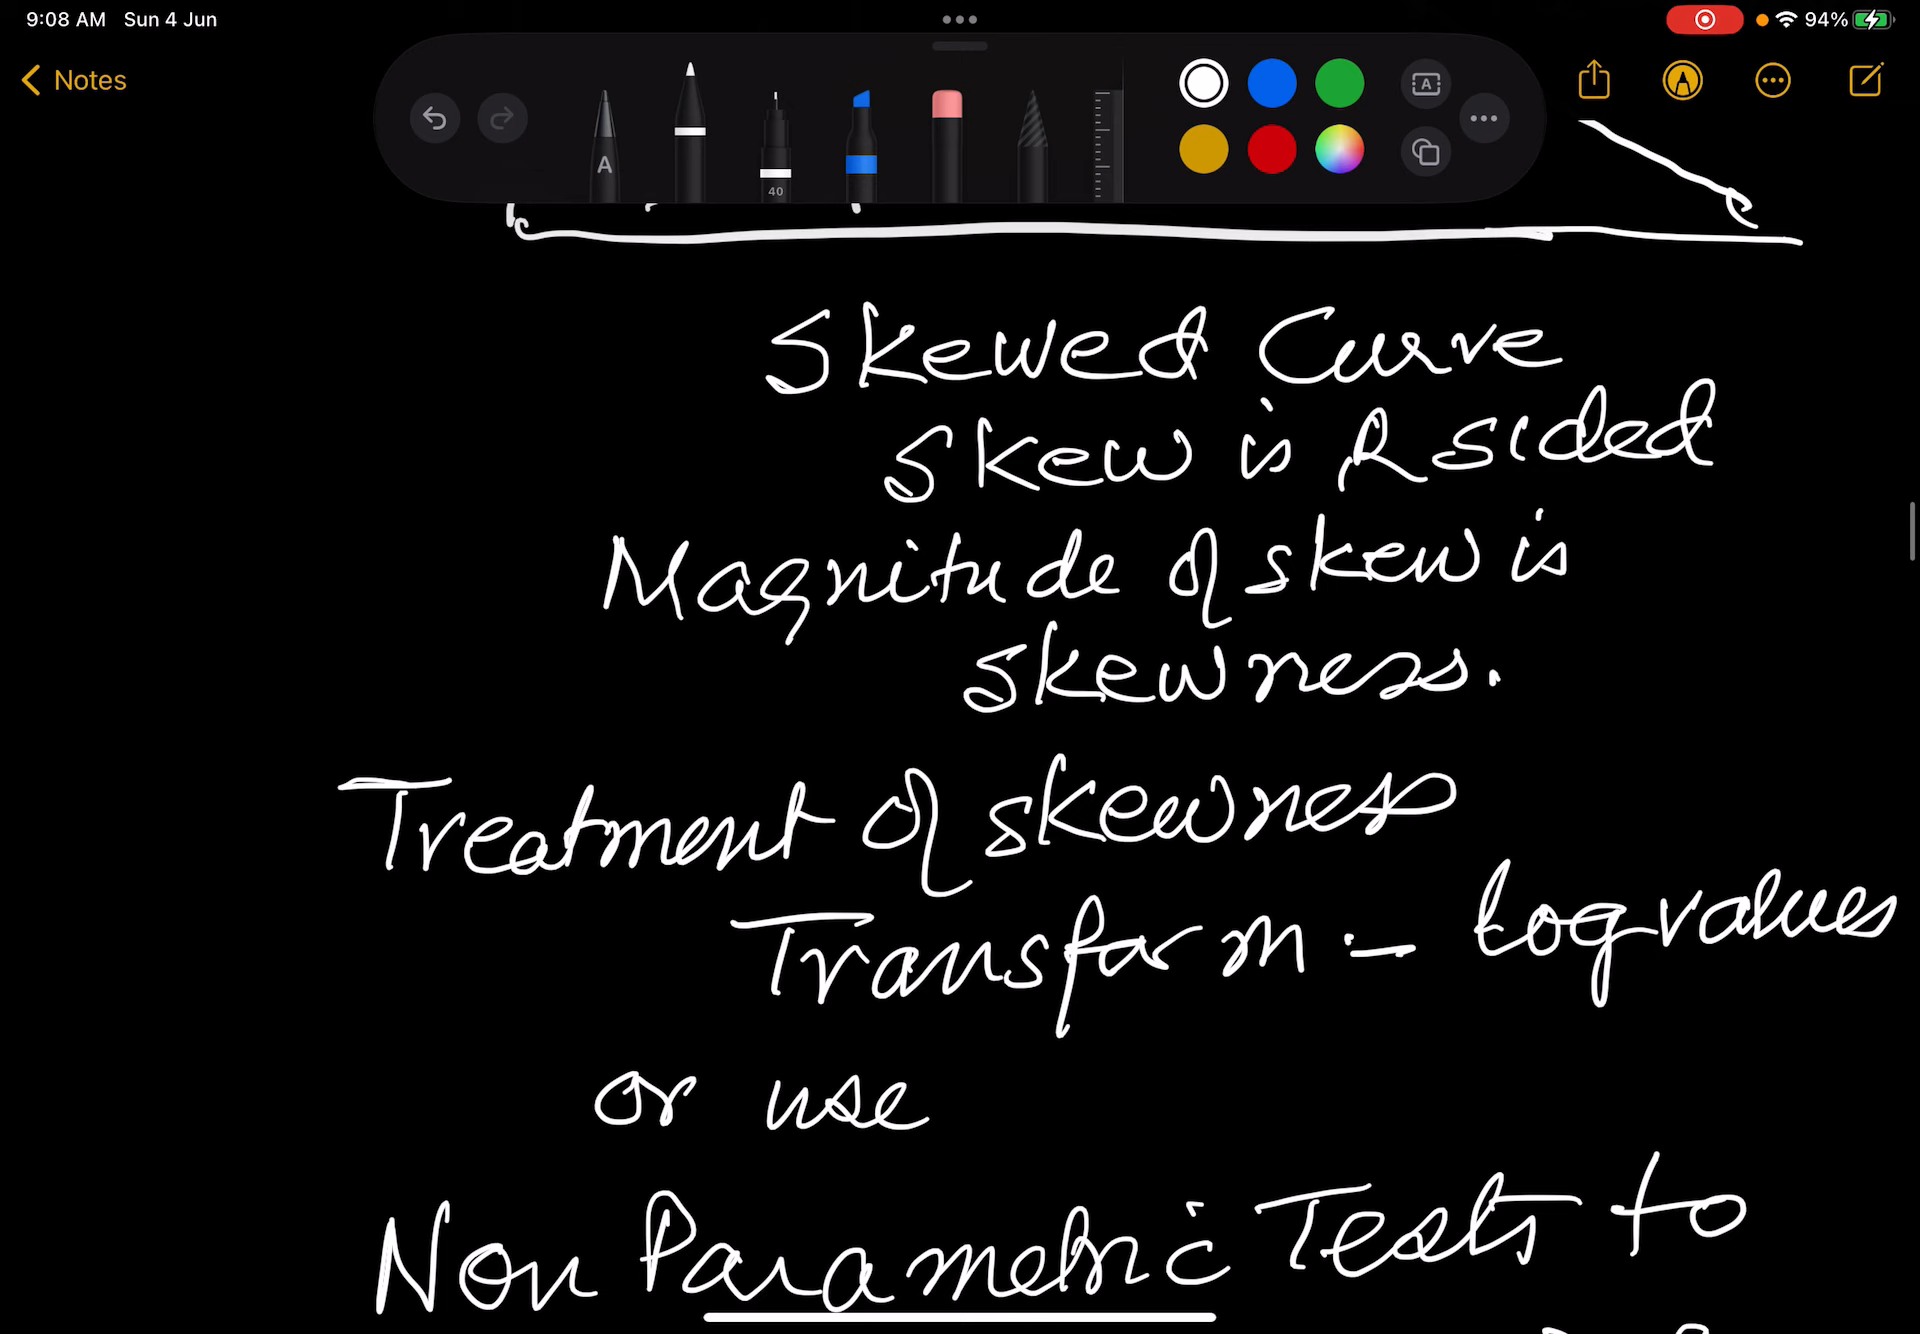 9:08 AM Sun 4 Jun
94%
Notes
A
40
A
Skewed Curve
Skew is R sided
Magnitude of skew is
skewness.
Treatment of skewness
Transform :- log values
or use
Non Parametric Tests to